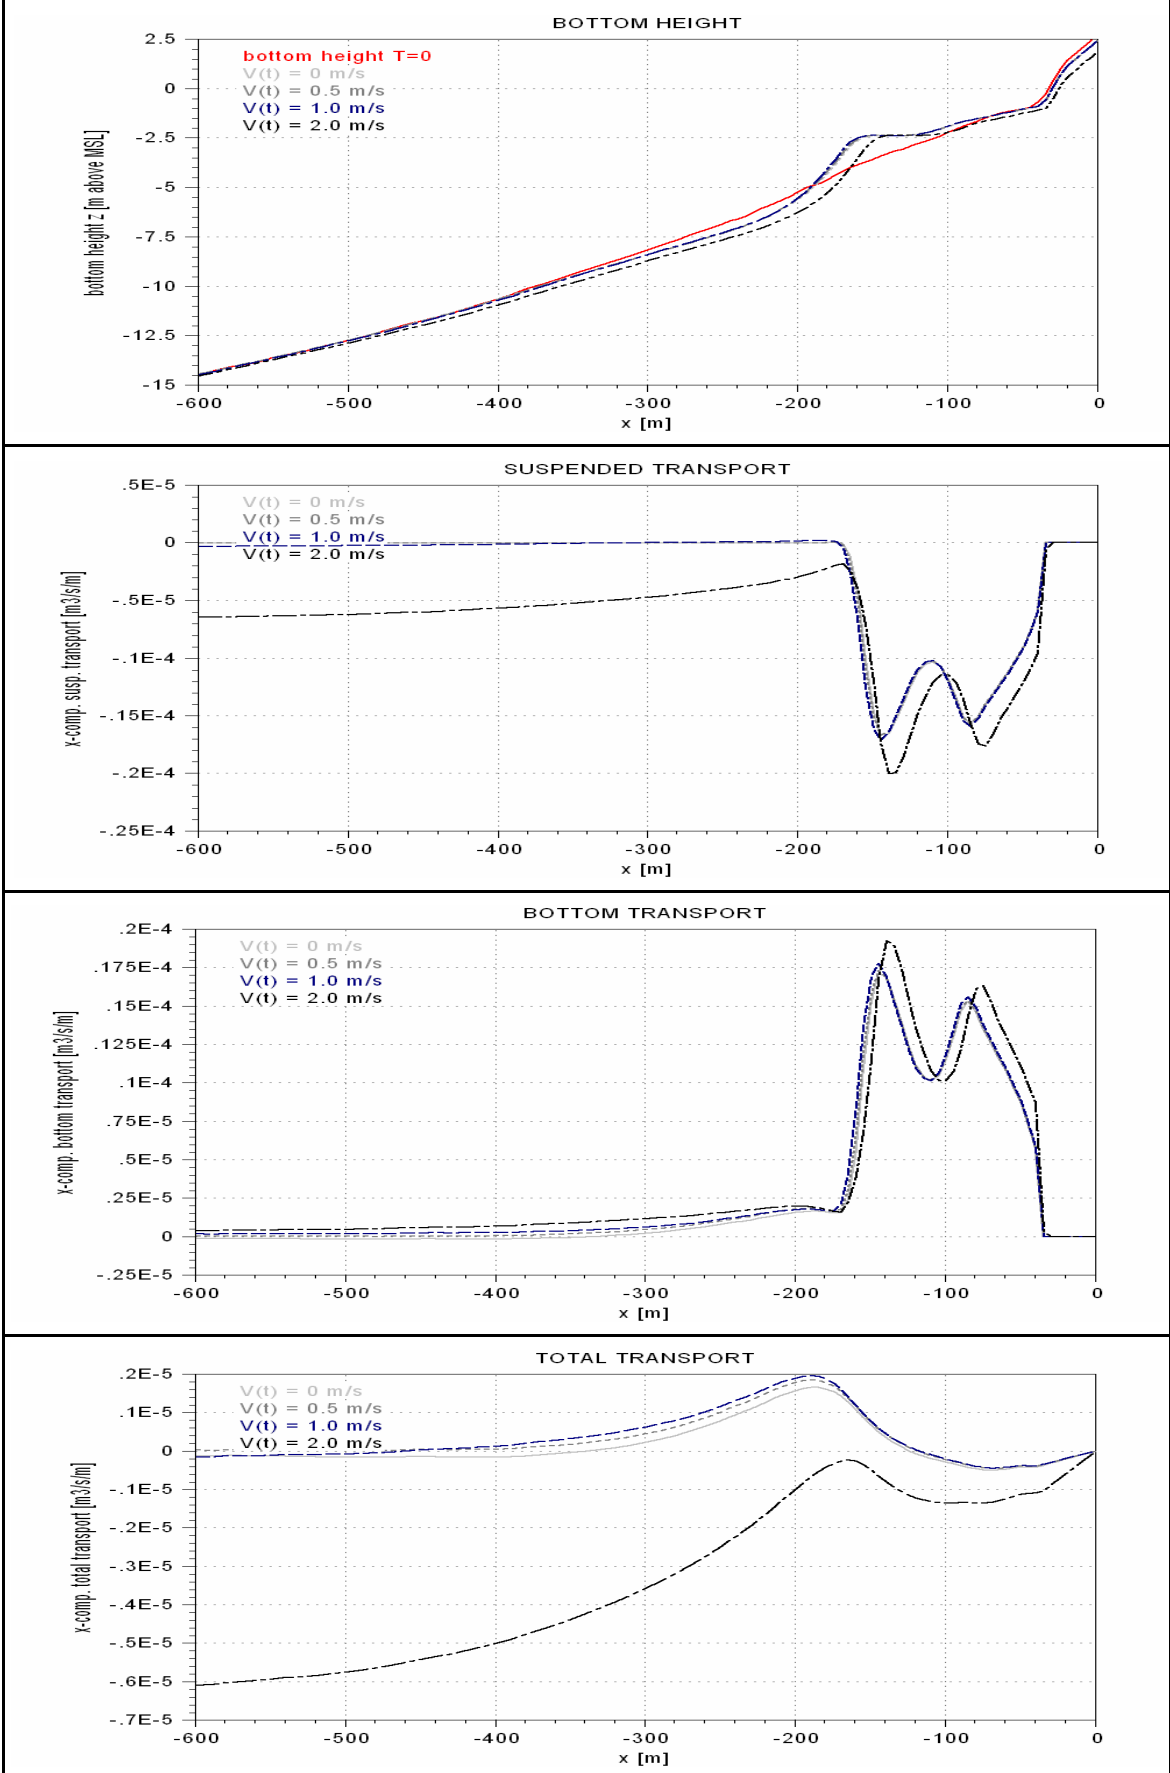 BOTTOM HEIGHT
bottom height T=0
V(t) = 0 m/s
V(t) = 0.5 m/s
V(t) = 1.0 m/s
V(t) = 2.0 m/s
bottom height z [m above MSL]
2.5
0
-2.5
-5
-7.5
-10
-12.5
-15
-600 -500 -400 -300 -200 -100 0
x [m]
SUSPENDED TRANSPORT
V(t) = 0 m/s
V(t) = 0.5 m/s
V(t) = 1.0 m/s
V(t) = 2.0 m/s
x-comp. susp. transport [m3/s/m]
.5E-5
0
-.5E-5
-.1E-4
-.15E-4
-.2E-4
-.25E-4
-600 -500 -400 -300 -200 -100 0
x [m]
BOTTOM TRANSPORT
V(t) = 0 m/s
V(t) = 0.5 m/s
V(t) = 1.0 m/s
V(t) = 2.0 m/s
x-comp. bottom transport [m3/s/m]
.2E-4
.175E-4
.15E-4
.125E-4
.1E-4
.75E-5
.5E-5
.25E-5
0
-.25E-5
-600 -500 -400 -300 -200 -100 0
x [m]
TOTAL TRANSPORT
V(t) = 0 m/s
V(t) = 0.5 m/s
V(t) = 1.0 m/s
V(t) = 2.0 m/s
x-comp. total transport [m3/s/m]
.2E-5
.1E-5
0
-.1E-5
-.2E-5
-.3E-5
-.4E-5
-.5E-5
-.6E-5
-.7E-5
-600 -500 -400 -300 -200 -100 0
x [m]